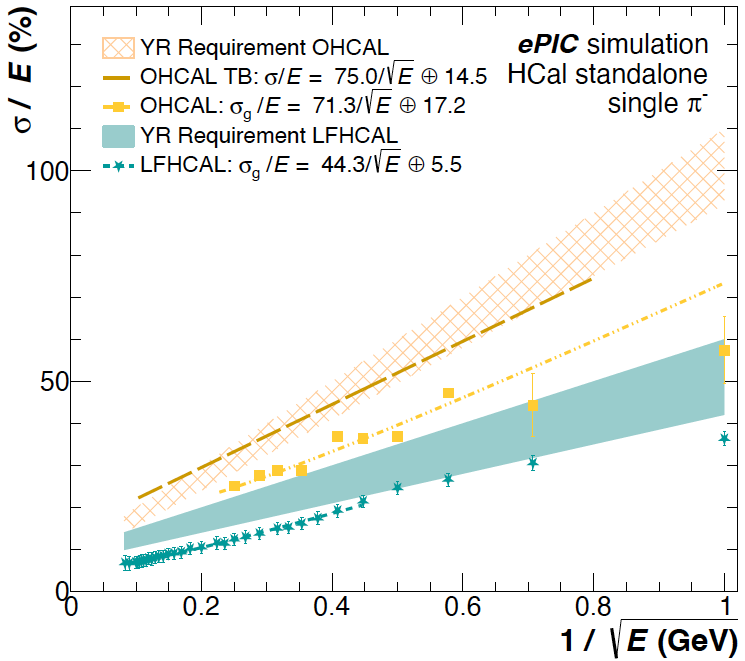 σ / E (%)
YR Requirement OHCAL
OHCAL TB: σ/E = 75.0/√E ⊕ 14.5
OHCAL: σg /E = 71.3/√E ⊕ 17.2
YR Requirement LFHCAL
LFHCAL: σg /E = 44.3/√E ⊕ 5.5
ePIC simulation
HCal standalone
single π-
100
50
0
0 0.2 0.4 0.6 0.8 1
1 / √E (GeV)